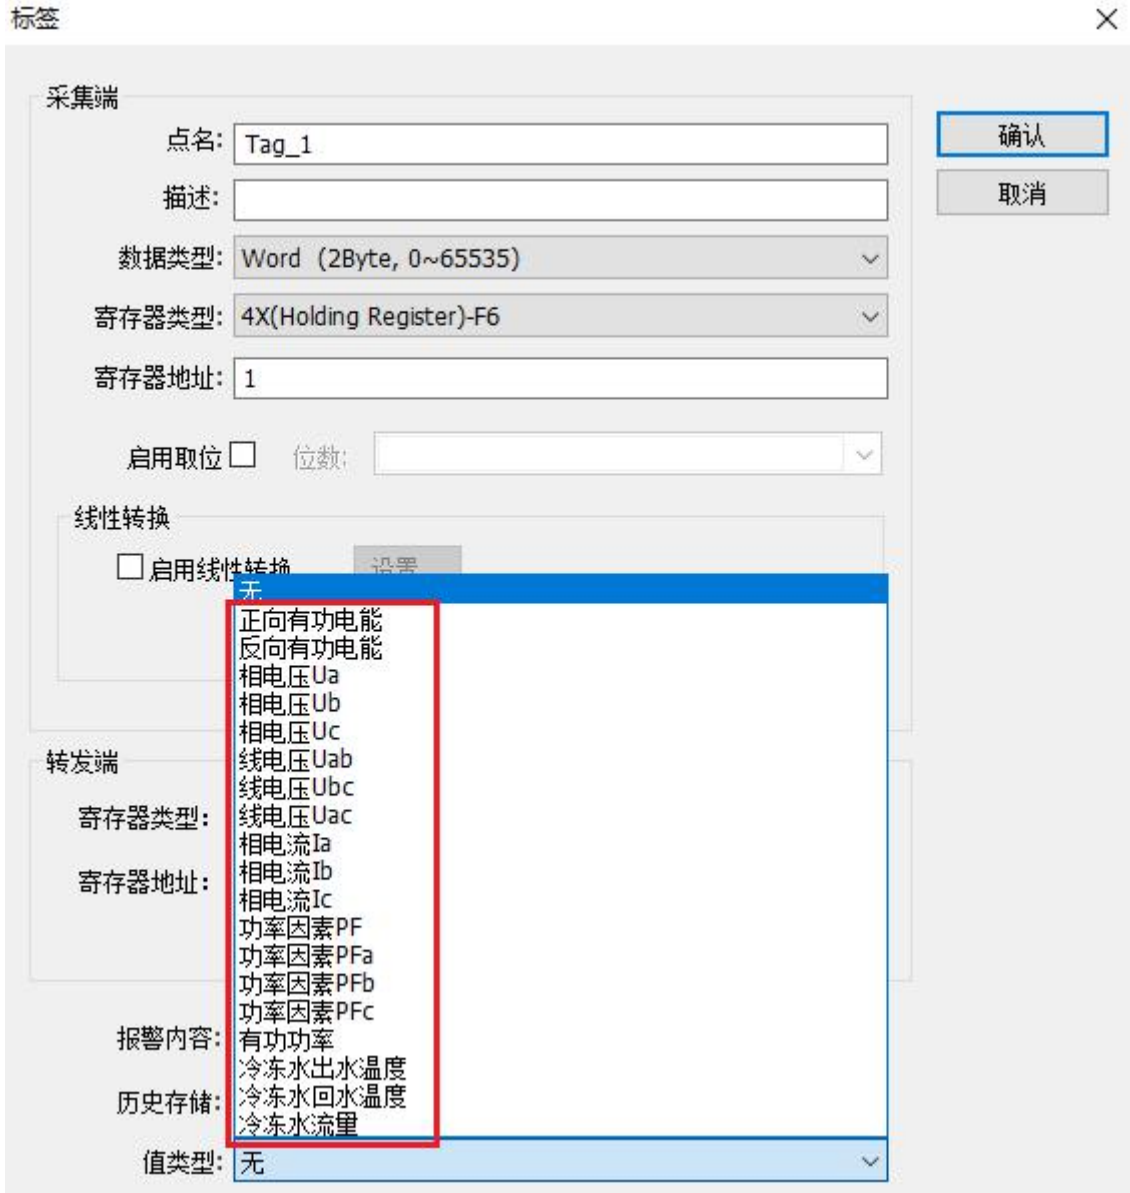 标签
采集端
点名: Tag_1
确认
描述:
取消
数据类型: Word (2Byte, 0~65535)
寄存器类型: 4X(Holding Register)-F6
寄存器地址: 1
启用取位 位数:
线性转换
启用线性转换 设置
无
正向有功电能
反向有功电能
相电压Ua
相电压Ub
相电压Uc
线电压Uab
线电压Ubc
线电压Uac
相电流Ia
相电流Ib
相电流Ic
功率因素PF
功率因素PFa
功率因素PFb
功率因素PFc
有功功率
冷冻水出水温度
冷冻水回水温度
冷冻水流量
转发端
寄存器类型:
寄存器地址:
报警内容:
历史存储:
值类型: 无